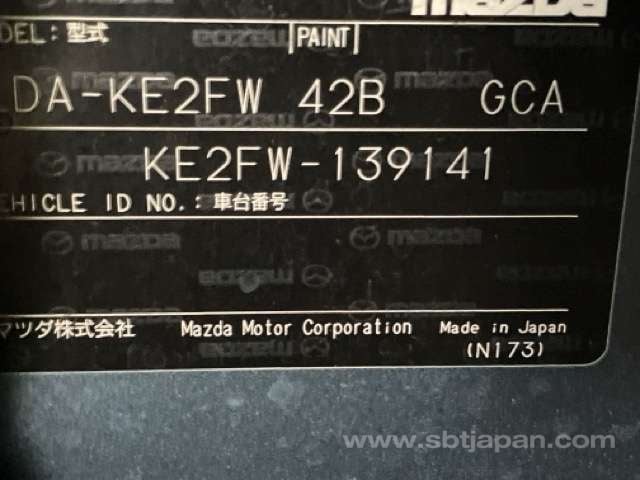 mazda
DEL : 型式 PAINT
DA-KE2FW 42B GCA
KE2FW-139141
EHICLE ID NO. : 車台番号
マツダ株式会社 Mazda Motor Corporation Made in Japan
(N173)
www.sbtjapan.com